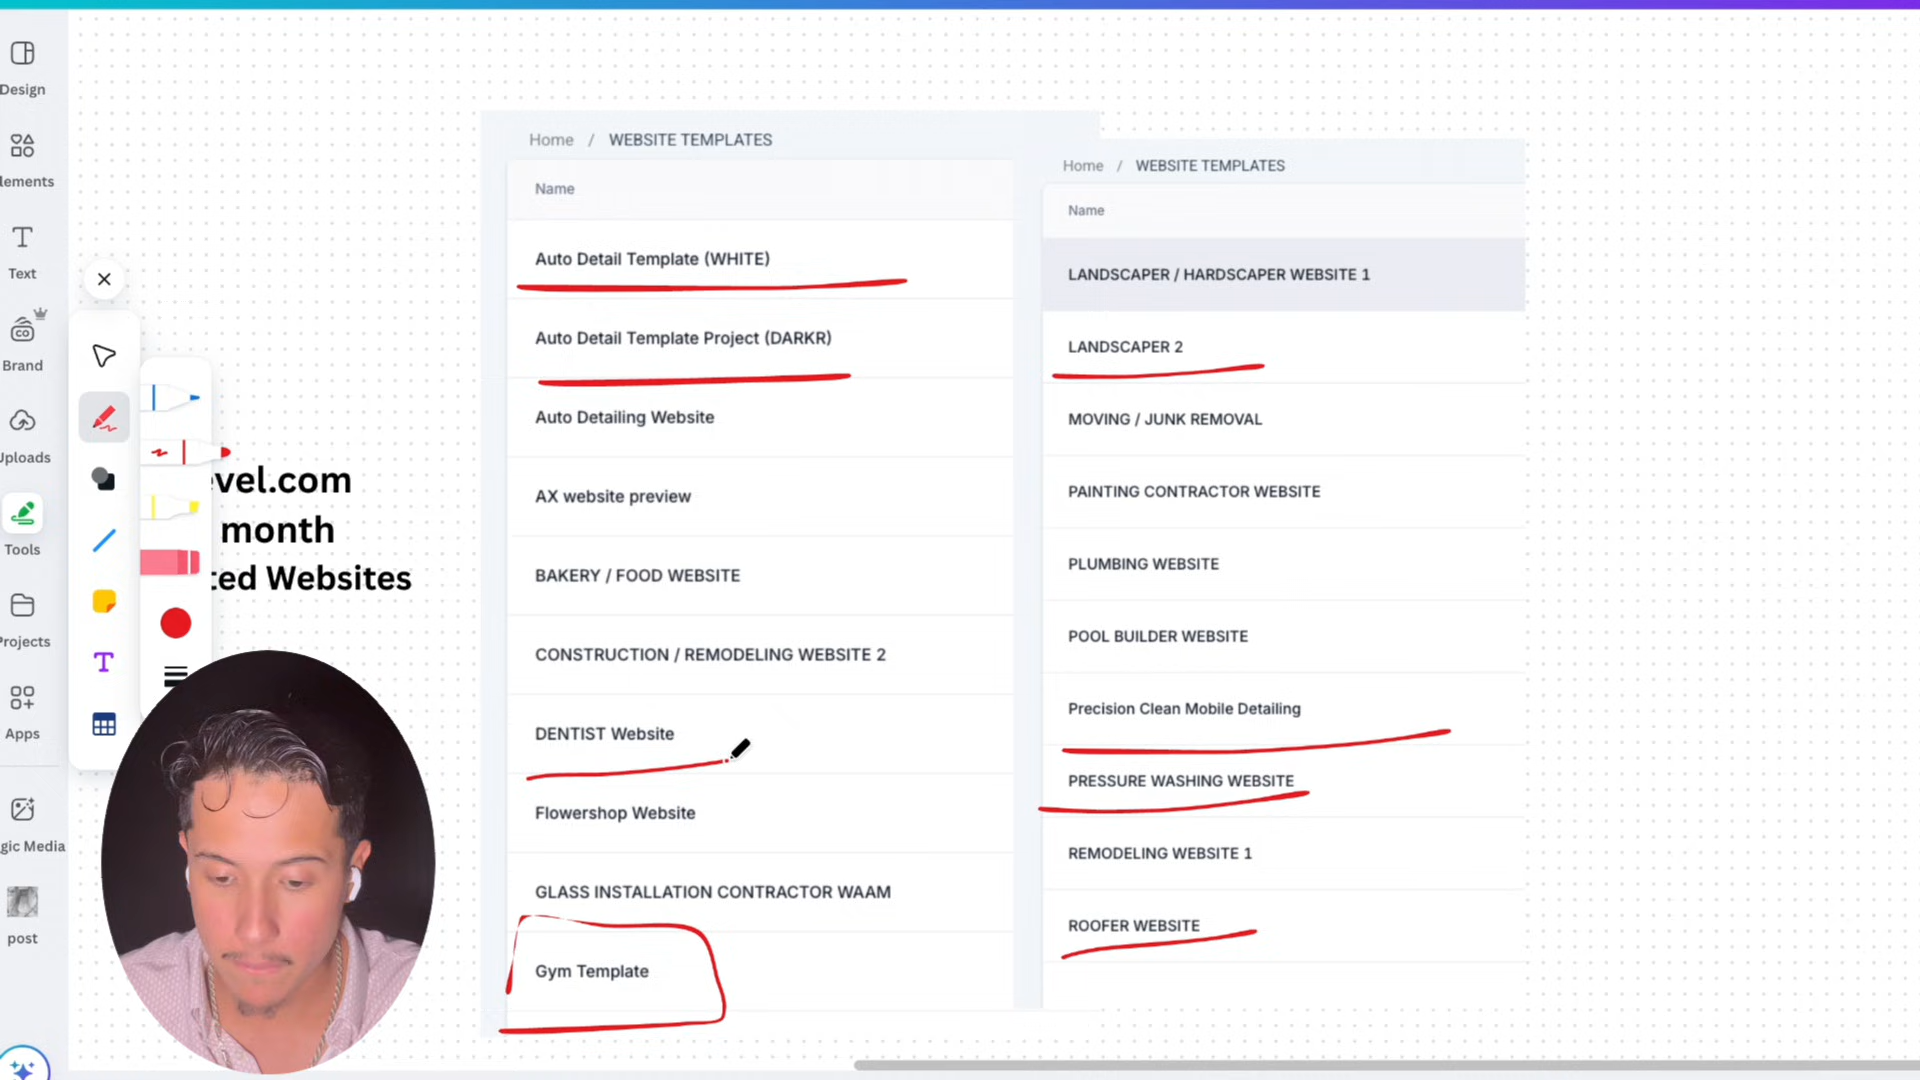 Design
lements
Text
Brand
Uploads
Tools
Projects
Apps
gic Media
post
evel.com
month
ted Websites
Home / WEBSITE TEMPLATES
Name
Auto Detail Template (WHITE)
Auto Detail Template Project (DARKR)
Auto Detailing Website
AX website preview
BAKERY / FOOD WEBSITE
CONSTRUCTION / REMODELING WEBSITE 2
DENTIST Website
Flowershop Website
GLASS INSTALLATION CONTRACTOR WAAM
Gym Template
Home / WEBSITE TEMPLATES
Name
LANDSCAPER / HARDSCAPER WEBSITE 1
LANDSCAPER 2
MOVING / JUNK REMOVAL
PAINTING CONTRACTOR WEBSITE
PLUMBING WEBSITE
POOL BUILDER WEBSITE
Precision Clean Mobile Detailing
PRESSURE WASHING WEBSITE
REMODELING WEBSITE 1
ROOFER WEBSITE